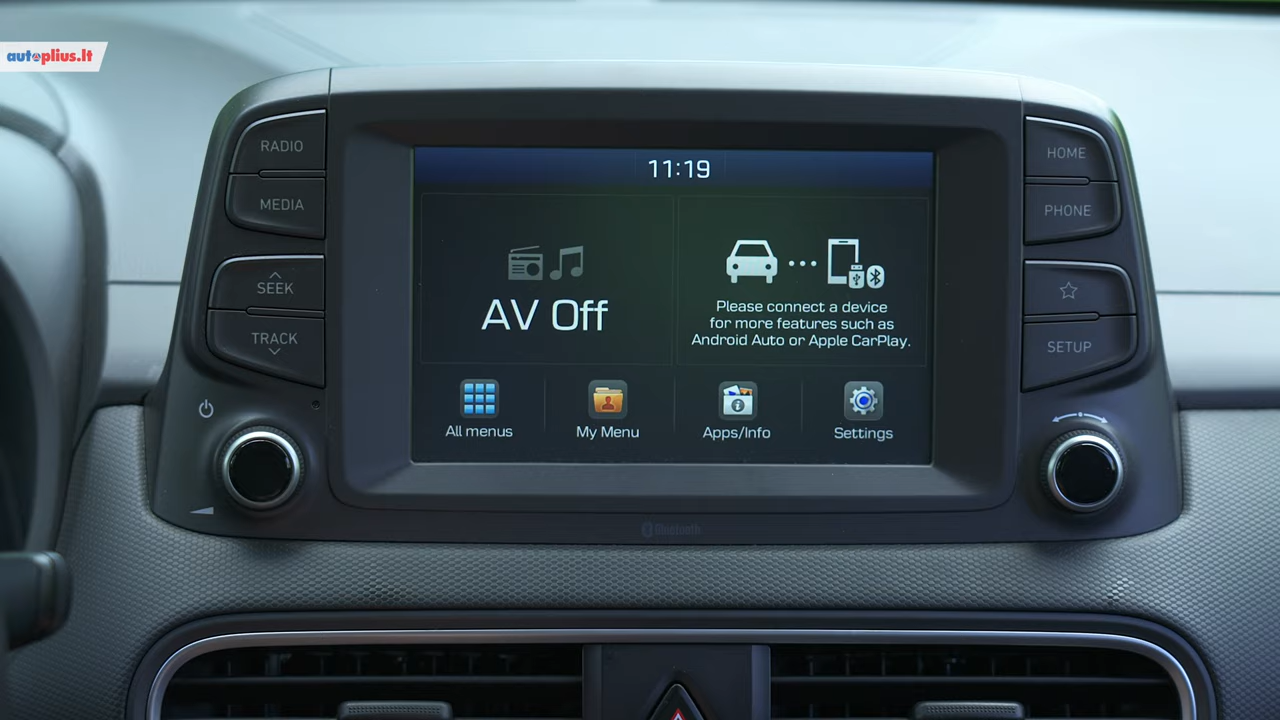 autoplius.lt
RADIO
MEDIA
SEEK
TRACK
11:19
AV Off
Please connect a device
for more features such as
Android Auto or Apple CarPlay.
All menus
My Menu
Apps/Info
Settings
HOME
PHONE
SETUP
Bluetooth